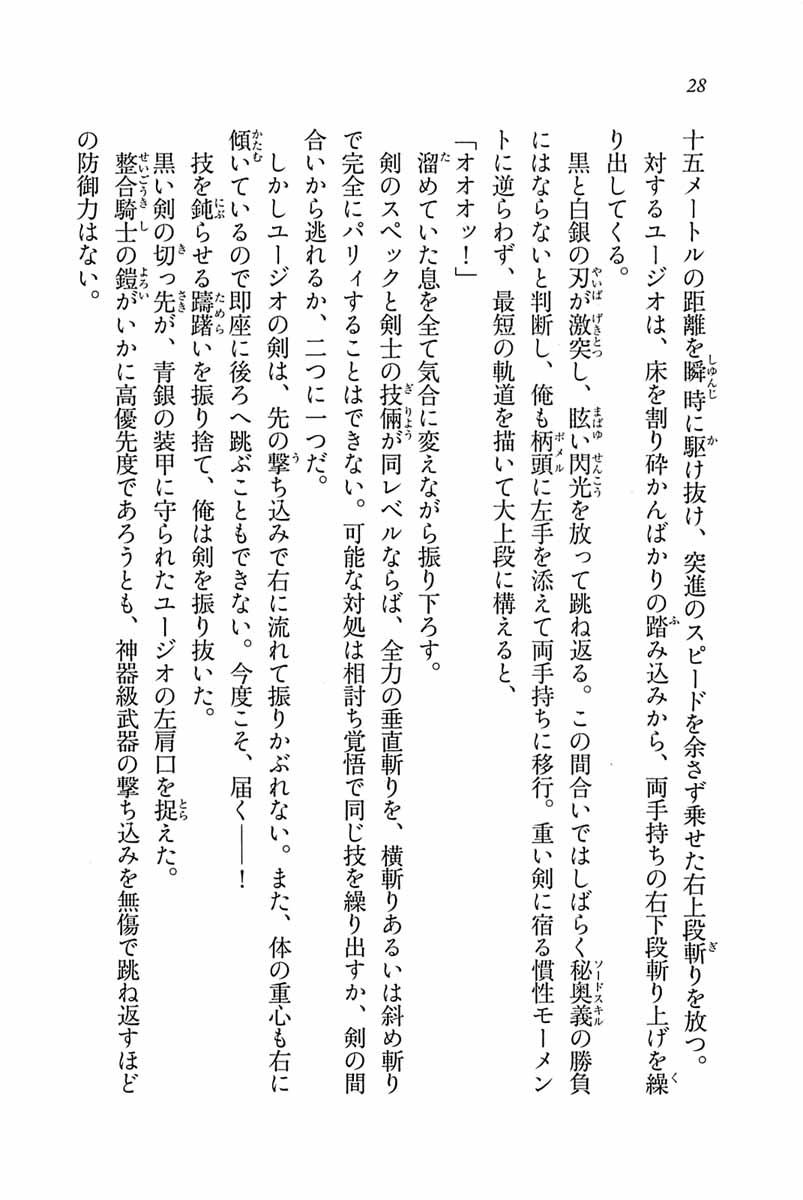 28
十五メートルの距離を瞬時に駆け抜け、突進のスピードを余さず乗せた右上段斬りを放つ。
対するユージオは、床を割り砕かんばかりの踏み込みから、両手持ちの右下段斬り上げを繰
り出してくる。
黒と白銀の刃が激突し、眩い閃光を放って跳ね返る。この間合いではしばらく秘奥義の勝負
にはならないと判断し、俺も柄頭に左手を添えて両手持ちに移行。重い剣に宿る慣性モーメン
トに逆らわず、最短の軌道を描いて大上段に構えると、
「オオオッ！」
溜めていた息を全て気合に変えながら振り下ろす。
剣のスペックと剣士の技倆が同レベルならば、全力の垂直斬りを、横斬りあるいは斜め斬り
で完全にパリィすることはできない。可能な対処は相討ち覚悟で同じ技を繰り出すか、剣の間
合いから逃れるか、二つに一つだ。
しかしユージオの剣は、先の撃ち込みで右に流れて振りかぶれない。また、体の重心も右に
傾いているので即座に後ろへ跳ぶこともできない。今度こそ、届く——！
技を鈍らせる躊躇いを振り捨て、俺は剣を振り抜いた。
黒い剣の切っ先が、青銀の装甲に守られたユージオの左肩口を捉えた。
整合騎士の鎧がいかに高優先度であろうとも、神器級武器の撃ち込みを無傷で跳ね返すほど
の防御力はない。